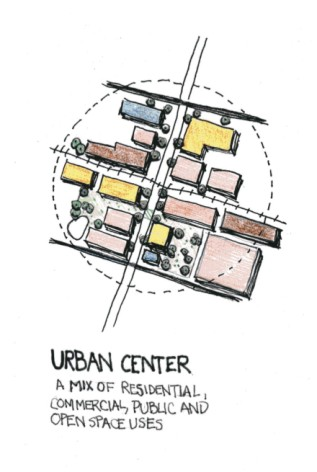 URBAN CENTER
A MIX OF RESIDENTIAL,
COMMERCIAL, PUBLIC AND
OPEN SPACE USES